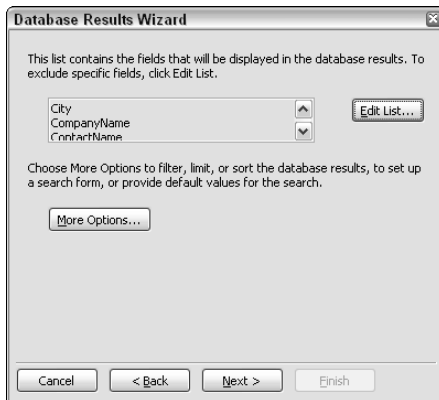 Database Results Wizard
This list contains the fields that will be displayed in the database results. To
exclude specific fields, click Edit List.
City
CompanyName
ContactName
Edit List...
Choose More Options to filter, limit, or sort the database results, to set up
a search form, or provide default values for the search.
More Options...
Cancel
< Back
Next >
Finish